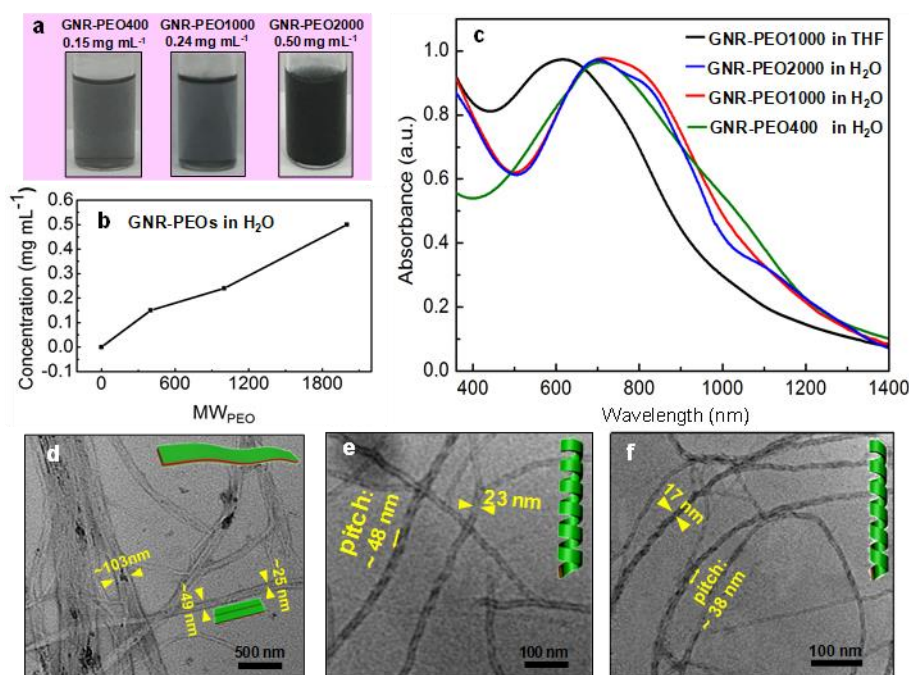 a
GNR-PEO400
0.15 mg mL⁻¹
GNR-PEO1000
0.24 mg mL⁻¹
GNR-PEO2000
0.50 mg mL⁻¹
b
GNR-PEOs in H₂O
Concentration (mg mL⁻¹)
0.6
0.5
0.4
0.3
0.2
0.1
0.0
-0.1
0
600
1200
1800
MW_PEO
c
GNR-PEO1000 in THF
GNR-PEO2000 in H₂O
GNR-PEO1000 in H₂O
GNR-PEO400 in H₂O
Absorbance (a.u.)
1.0
0.8
0.6
0.4
0.2
0.0
400
600
800
1000
1200
1400
Wavelength (nm)
d
~103nm
~49 nm
~25 nm
500 nm
e
pitch:
~ 48 nm
23 nm
100 nm
f
17 nm
pitch:
~ 38 nm
100 nm